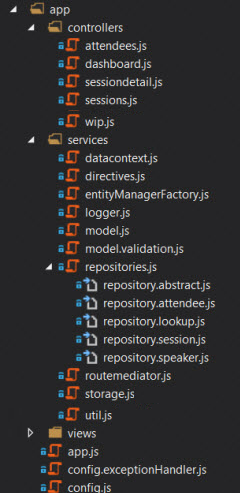 app
controllers
attendees.js
dashboard.js
sessiondetail.js
sessions.js
wip.js
services
datacontext.js
directives.js
entityManagerFactory.js
logger.js
model.js
model.validation.js
repositories.js
repository.abstract.js
repository.attendee.js
repository.lookup.js
repository.session.js
repository.speaker.js
routemediator.js
storage.js
util.js
views
app.js
config.exceptionHandler.js
config.js